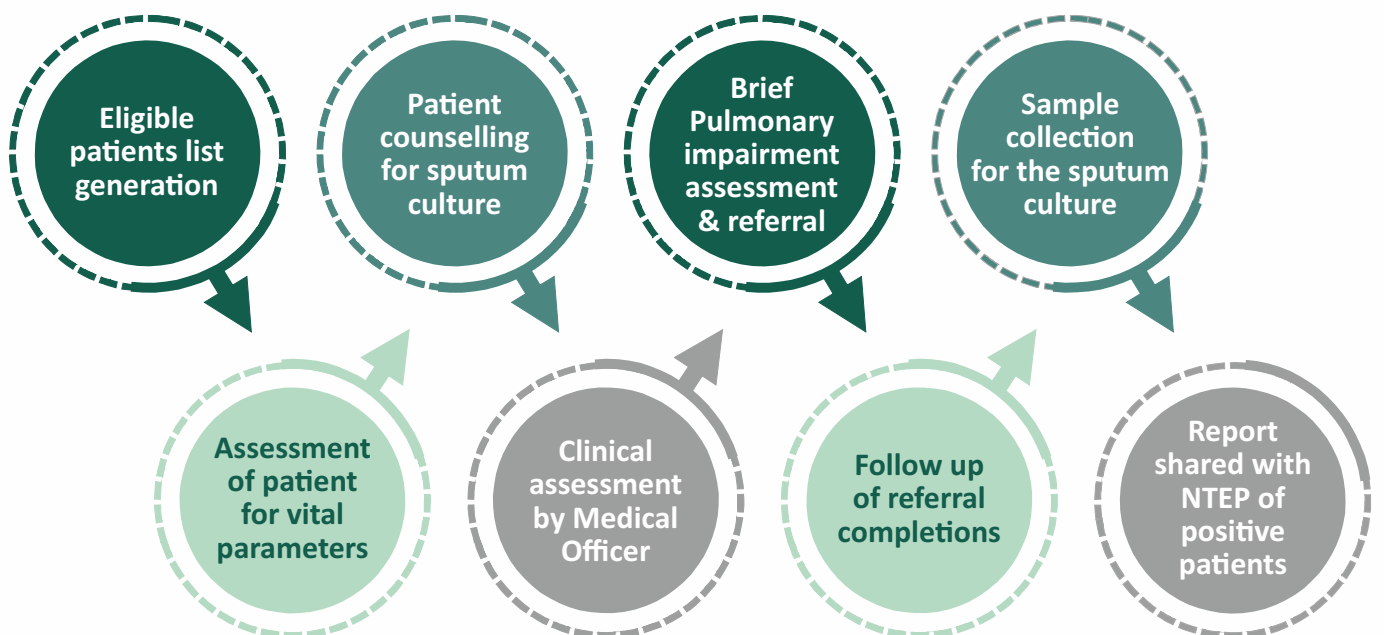 Eligible
patients list
generation
Assessment
of patient
for vital
parameters
Patient
counselling
for sputum
culture
Clinical
assessment
by Medical
Officer
Brief
Pulmonary
impairment
assessment
& referral
Follow up
of referral
completions
Sample
collection
for the sputum
culture
Report
shared with
NTEP of
positive
patients